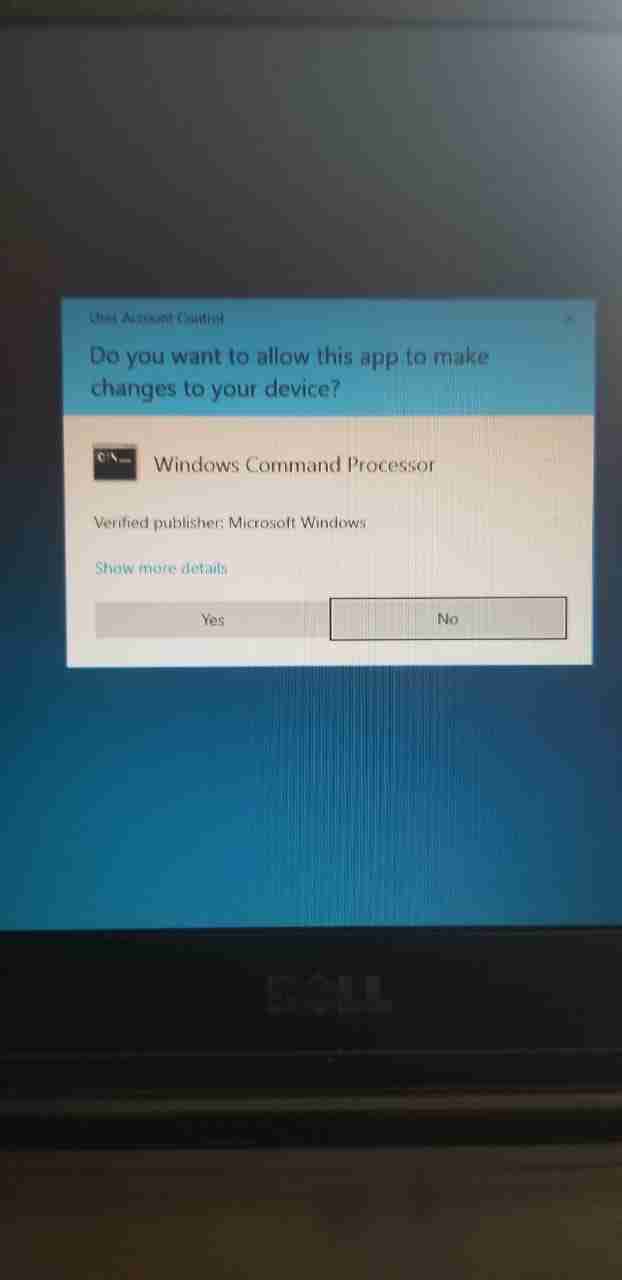 User Account Control
Do you want to allow this app to make
changes to your device?
C:\_
Windows Command Processor
Verified publisher: Microsoft Windows
Show more details
Yes
No
DELL